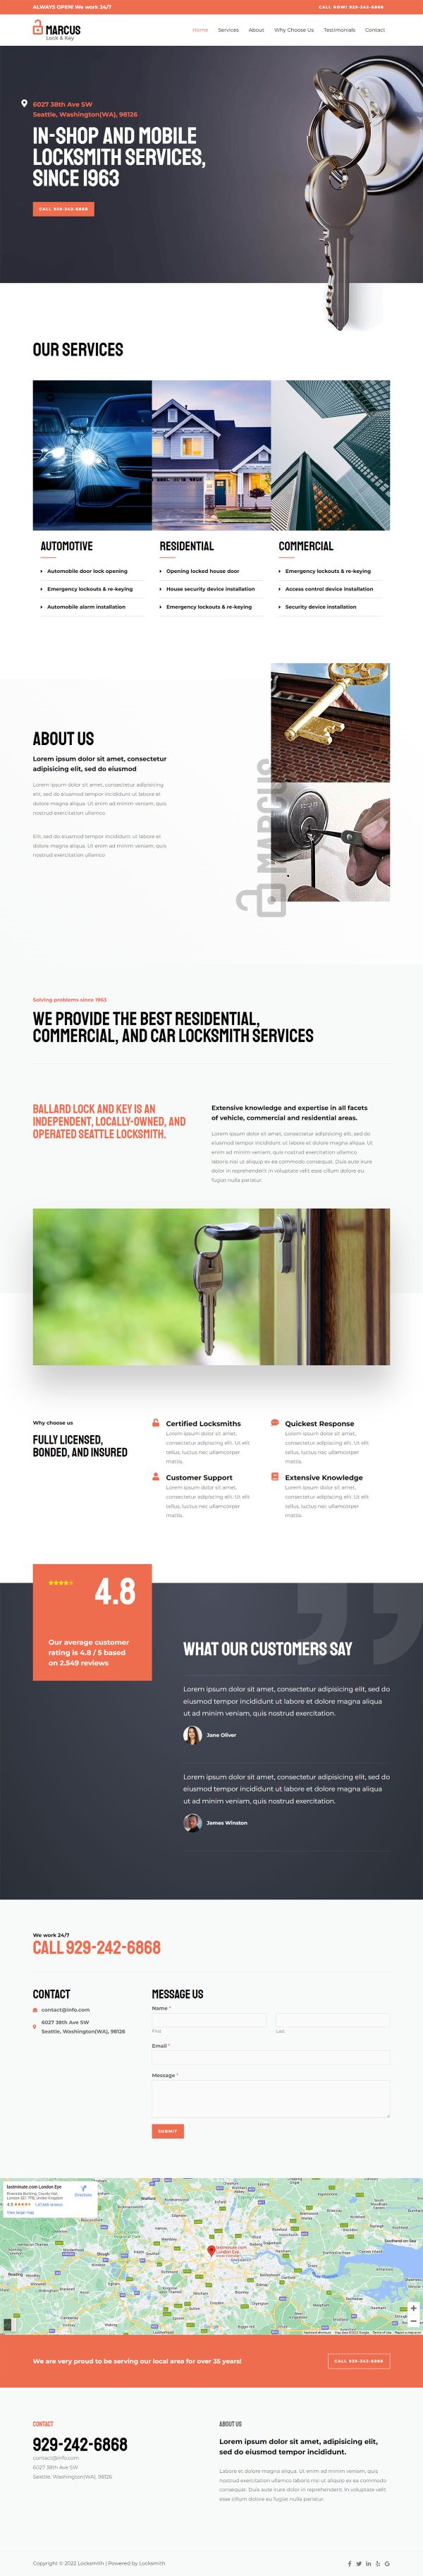 ALWAYS OPEN! We work 24/7
CALL NOW! 929-242-6868
MARCUS
Lock & Key
Home Services About Why Choose Us Testimonials Contact
6027 38th Ave SW
Seattle, Washington(WA), 98126
IN-SHOP AND MOBILE
LOCKSMITH SERVICES,
SINCE 1963
CALL 929-242-6868
OUR SERVICES
AUTOMOTIVE
Automobile door lock opening
Emergency lockouts & re-keying
Automobile alarm installation
RESIDENTIAL
Opening locked house door
House security device installation
Emergency lockouts & re-keying
COMMERCIAL
Emergency lockouts & re-keying
Access control device installation
Security device installation
ABOUT US
Lorem ipsum dolor sit amet, consectetur
adipisicing elit, sed do eiusmod
Lorem ipsum dolor sit amet, consectetur adipisicing
elit, sed do eiusmod tempor incididunt ut labore et
dolore magna aliqua. Ut enim ad minim veniam, quis
nostrud exercitation ullamco
Elit, sed do eiusmod tempor incididunt ut labore et
dolore magna aliqua. Ut enim ad minim veniam, quis
nostrud exercitation ullamco
MARCUS
Solving problems since 1963
WE PROVIDE THE BEST RESIDENTIAL,
COMMERCIAL, AND CAR LOCKSMITH SERVICES
BALLARD LOCK AND KEY IS AN
INDEPENDENT, LOCALLY-OWNED, AND
OPERATED SEATTLE LOCKSMITH.
Extensive knowledge and expertise in all facets
of vehicle, commercial and residential areas.
Lorem ipsum dolor sit amet, consectetur adipisicing elit, sed do
eiusmod tempor incididunt ut labore et dolore magna aliqua. Ut
enim ad minim veniam, quis nostrud exercitation ullamco
laboris nisi ut aliquip ex ea commodo consequat. Duis aute irure
dolor in reprehenderit in voluptate velit esse cillum dolore eu
fugiat nulla pariatur.
Why choose us
FULLY LICENSED,
BONDED, AND INSURED
Certified Locksmiths
Lorem ipsum dolor sit amet,
consectetur adipiscing elit. Ut elit
tellus, luctus nec ullamcorper
mattis.
Quickest Response
Lorem ipsum dolor sit amet,
consectetur adipiscing elit. Ut elit
tellus, luctus nec ullamcorper
mattis.
Customer Support
Lorem ipsum dolor sit amet,
consectetur adipiscing elit. Ut elit
tellus, luctus nec ullamcorper
mattis.
Extensive Knowledge
Lorem ipsum dolor sit amet,
consectetur adipiscing elit. Ut elit
tellus, luctus nec ullamcorper
mattis.
4.8
Our average customer
rating is 4.8 / 5 based
on 2.549 reviews
WHAT OUR CUSTOMERS SAY
Lorem ipsum dolor sit amet, consectetur adipisicing elit, sed do
eiusmod tempor incididunt ut labore et dolore magna aliqua
ut ad minim veniam, quis nostrud exercitation.
Jane Oliver
Lorem ipsum dolor sit amet, consectetur adipisicing elit, sed do
eiusmod tempor incididunt ut labore et dolore magna aliqua
ut ad minim veniam, quis nostrud exercitation.
James Winston
We work 24/7
CALL 929-242-6868
CONTACT
contact@info.com
6027 38th Ave SW
Seattle, Washington(WA), 98126
MESSAGE US
Name *
First
Last
Email *
Message *
SUBMIT
lastminute.com London Eye
View larger map
Directions
Watford
Slough
Reading
Southend-on-Sea
lastminute.com
London Eye
We are very proud to be serving our local area for over 35 years!
CALL 929-242-6868
CONTACT
929-242-6868
contact@info.com
6027 38th Ave SW
Seattle, Washington(WA), 98126
ABOUT US
Lorem ipsum dolor sit amet, adipisicing elicit,
sed do eiusmod tempor incididunt.
Labore et dolore magna aliqua. Ut enim ad minim veniam, quis
nostrud exercitation ullamco laboris nisi ut aliquip ex ea commodo
consequat. Duis aute irure dolor in reprehenderit in voluptate velit
esse cillum dolore eu fugiat nulla pariatur.
Copyright © 2022 Locksmith | Powered by Locksmith